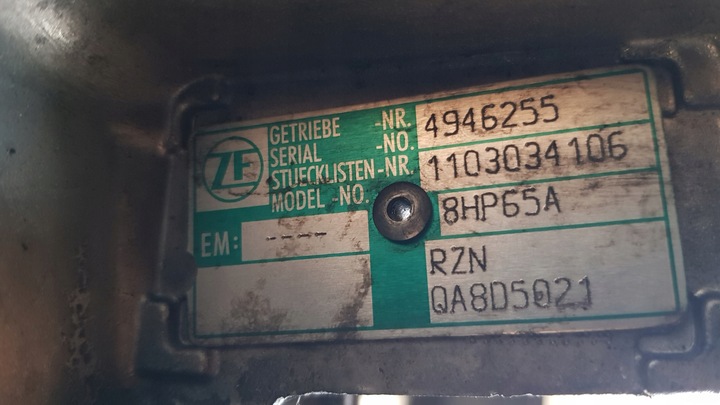 ZF
GETRIEBE -NR. 4946255
SERIAL -NO.
STUECKLISTEN-NR. 1103034106
MODEL -NO. 8HP65A
EM: ----
RZN
QA8D5021